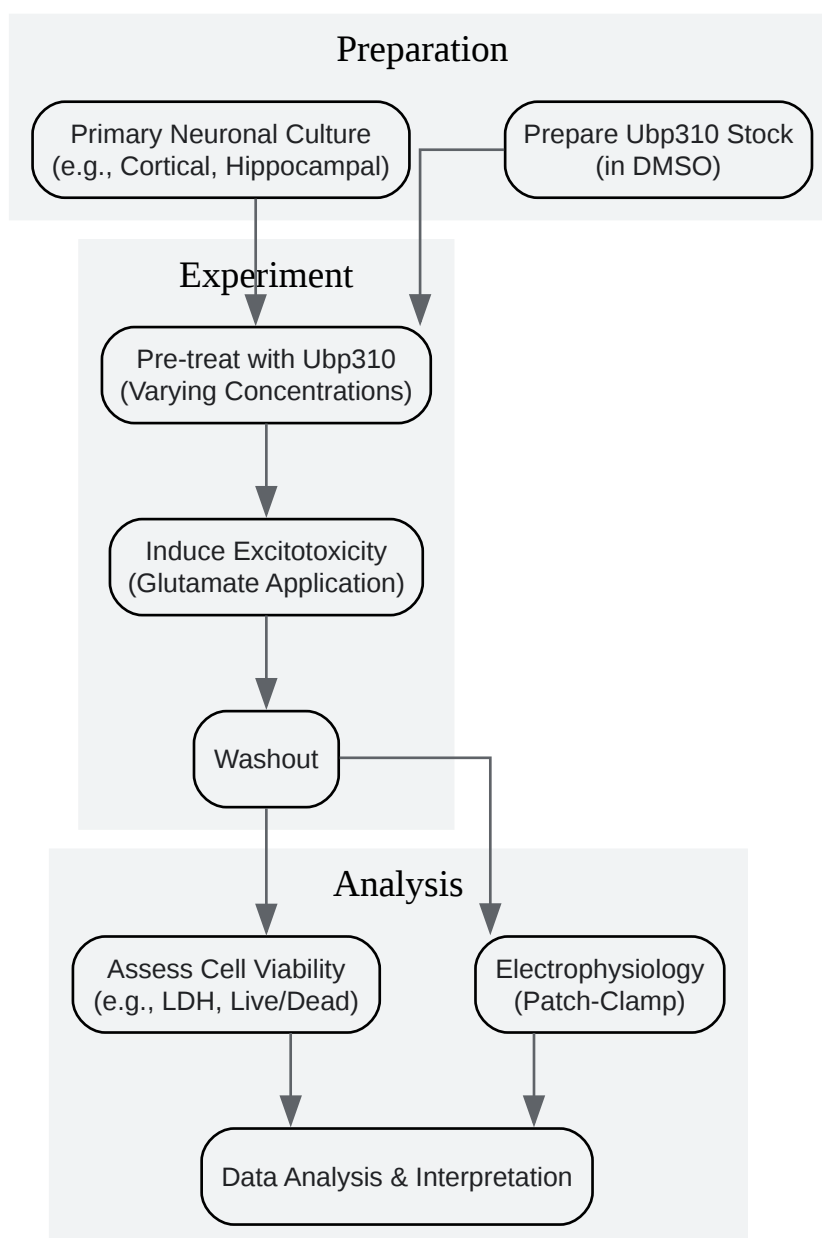 Preparation
Primary Neuronal Culture
(e.g., Cortical, Hippocampal)
Prepare Ubp310 Stock
(in DMSO)
Experiment
Pre-treat with Ubp310
(Varying Concentrations)
Induce Excitotoxicity
(Glutamate Application)
Washout
Analysis
Assess Cell Viability
(e.g., LDH, Live/Dead)
Electrophysiology
(Patch-Clamp)
Data Analysis & Interpretation